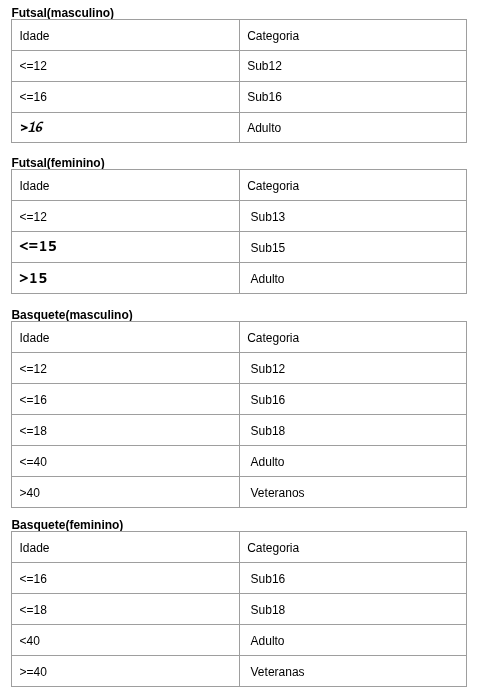 Futsal(masculino)
Idade Categoria
<=12 Sub12
<=16 Sub16
>16 Adulto
Futsal(feminino)
Idade Categoria
<=12 Sub13
<=15 Sub15
>15 Adulto
Basquete(masculino)
Idade Categoria
<=12 Sub12
<=16 Sub16
<=18 Sub18
<=40 Adulto
>40 Veteranos
Basquete(feminino)
Idade Categoria
<=16 Sub16
<=18 Sub18
<40 Adulto
>=40 Veteranas